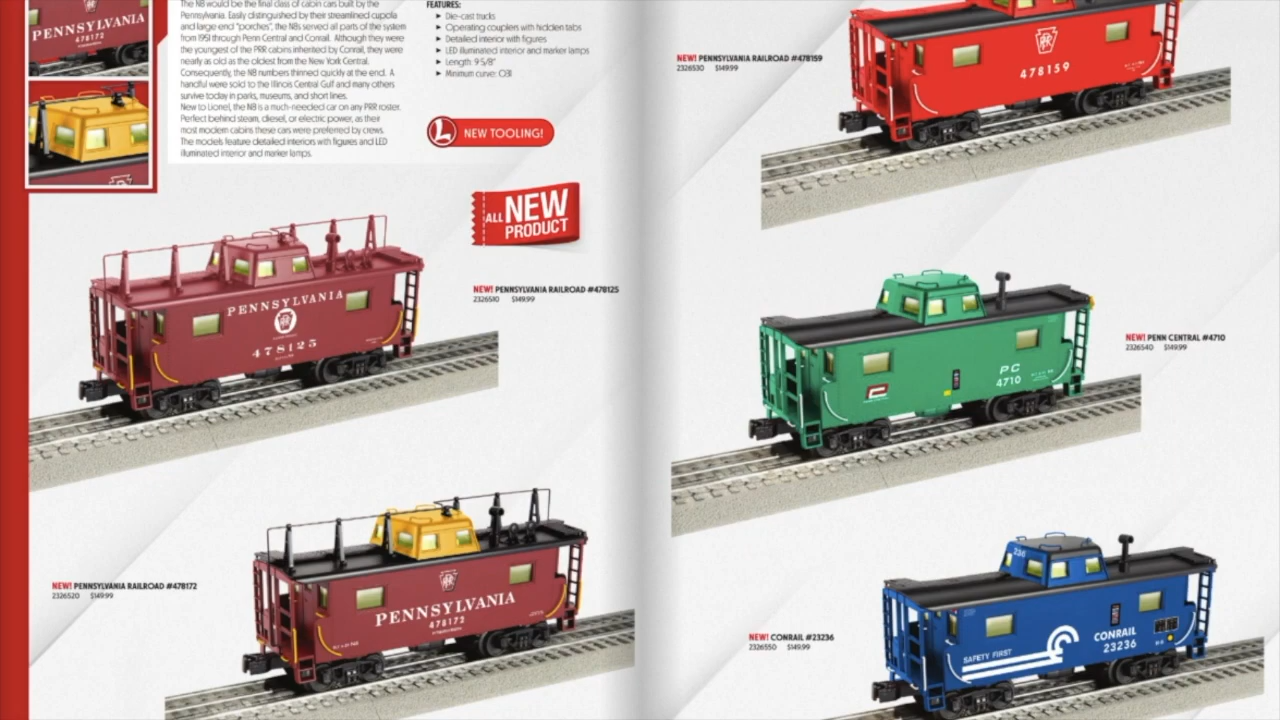 The N8 would be the final class of cabin cars built by the
Pennsylvania. Easily distinguished by their streamlined cupola
and large end "porches", the N8s served all parts of the system
from 1951 through Penn Central and Conrail. Although they were
the youngest of the PRR cabins inherited by Conrail, they were
nearly as old as the oldest from the New York Central.
Consequently, the N8 numbers thinned quickly at the end. A
handful were sold to the Illinois Central Gulf and many others
survive today in parks, museums, and short lines.
New to Lionel, the N8 is a much-needed car on any PRR roster.
Perfect behind steam, diesel, or electric power, as their
most modern cabins these cars were preferred by crews.
The models feature detailed interiors with figures and LED
illuminated interior and marker lamps.
FEATURES:
► Die-cast trucks
► Operating couplers with hidden tabs
► Detailed interior with figures
► LED illuminated interior and marker lamps
► Length: 9 5/8"
► Minimum curve: O31
L NEW TOOLING!
ALL NEW
PRODUCT
PENNSYLVANIA
478172
NEW! PENNSYLVANIA RAILROAD #478125
2326510 $149.99
PENNSYLVANIA
PRR
478125
NEW! PENNSYLVANIA RAILROAD #478172
2326520 $149.99
PRR
PENNSYLVANIA
478172
NEW! PENNSYLVANIA RAILROAD #478159
2326530 $149.99
PRR
478159
NEW! PENN CENTRAL #4710
2326540 $149.99
PC
4710
NEW! CONRAIL #23236
2326550 $149.99
236
SAFETY FIRST
CONRAIL
23236